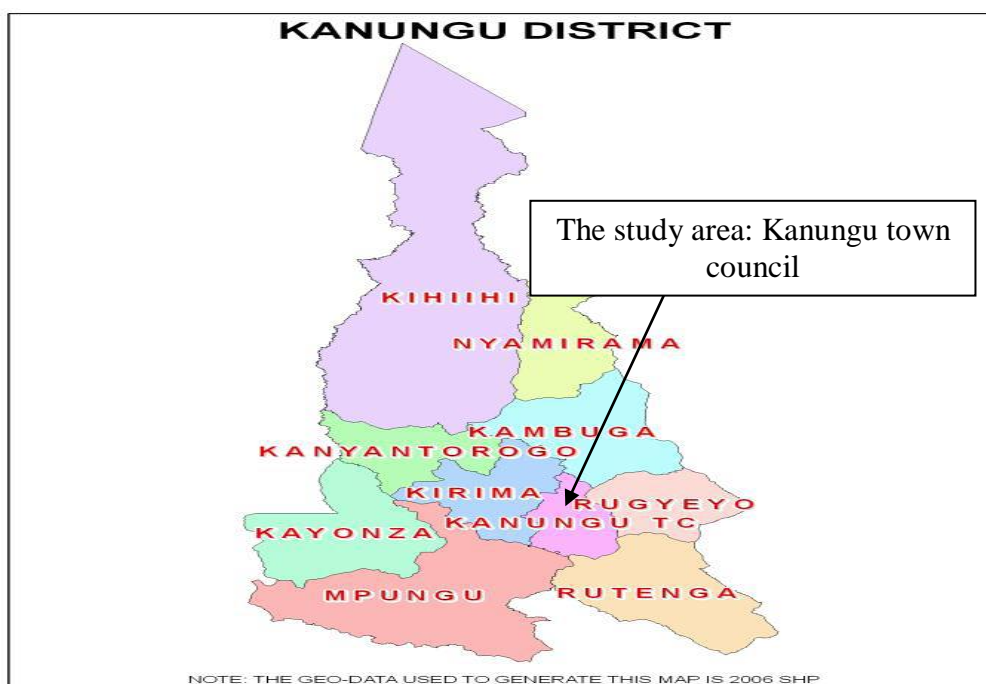 KANUNGU DISTRICT
The study area: Kanungu town
council
KIHIIHI
NYAMIRAMA
KAMBUGA
KANYANTOROGO
KIRIMA
RUGYEYO
KANUNGU TC
KAYONZA
MPUNGU
RUTENGA
NOTE: THE GEO-DATA USED TO GENERATE THIS MAP IS 2006 SHP